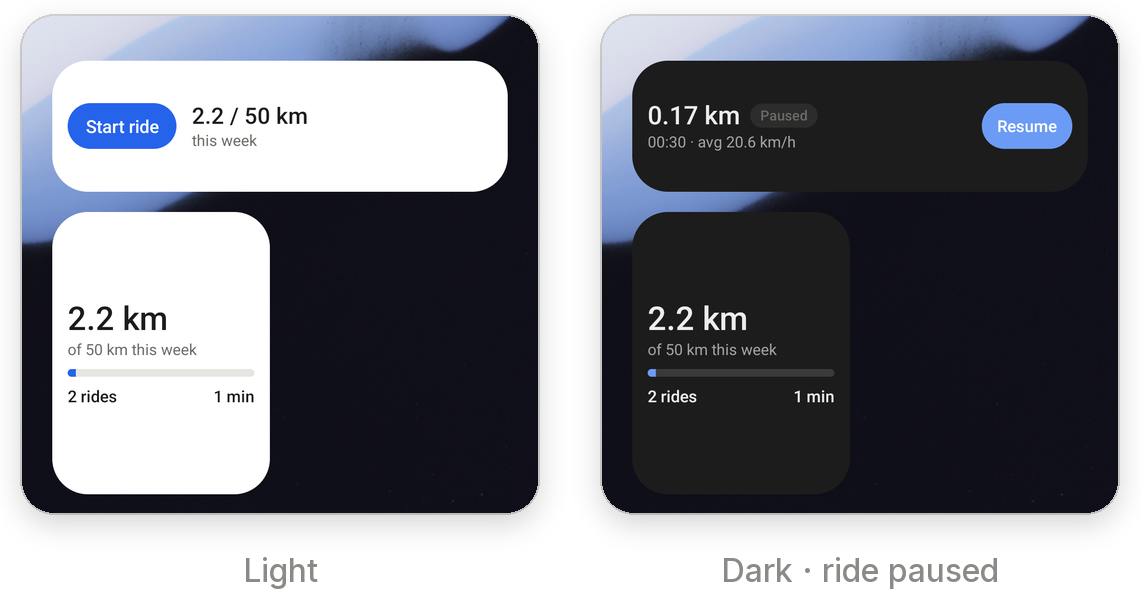 Start ride
2.2 / 50 km
this week
2.2 km
of 50 km this week
2 rides
1 min
Light
0.17 km
Paused
00:30 · avg 20.6 km/h
Resume
2.2 km
of 50 km this week
2 rides
1 min
Dark · ride paused